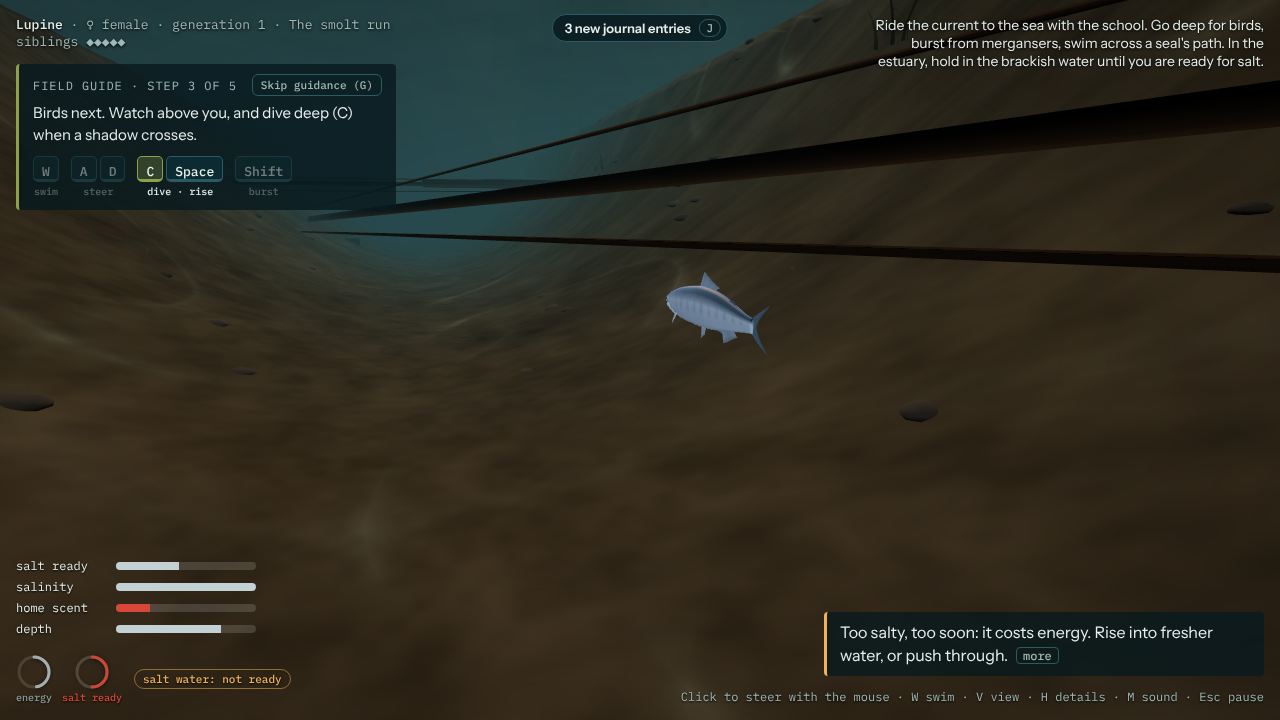 Lupine · ♀ female · generation 1 · The smolt run
siblings ◆◆◆◆◆
3 new journal entries J
Ride the current to the sea with the school. Go deep for birds,
burst from mergansers, swim across a seal's path. In the
estuary, hold in the brackish water until you are ready for salt.
FIELD GUIDE · STEP 3 OF 5 Skip guidance (G)
Birds next. Watch above you, and dive deep (C)
when a shadow crosses.
W A D C Space Shift
swim steer dive · rise burst
salt ready
salinity
home scent
depth
energy salt ready
salt water: not ready
Too salty, too soon: it costs energy. Rise into fresher
water, or push through. more
Click to steer with the mouse · W swim · V view · H details · M sound · Esc pause